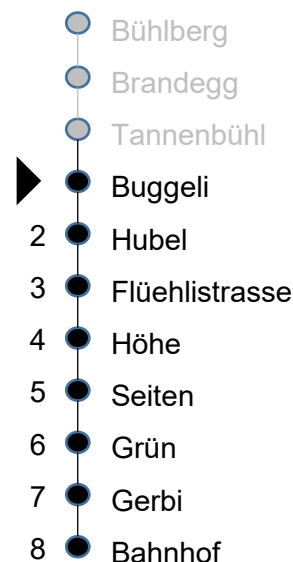 Bühlberg
Brandegg
Tannenbühl
Buggeli
2 Hubel
3 Flüehlistrasse
4 Höhe
5 Seiten
6 Grün
7 Gerbi
8 Bahnhof